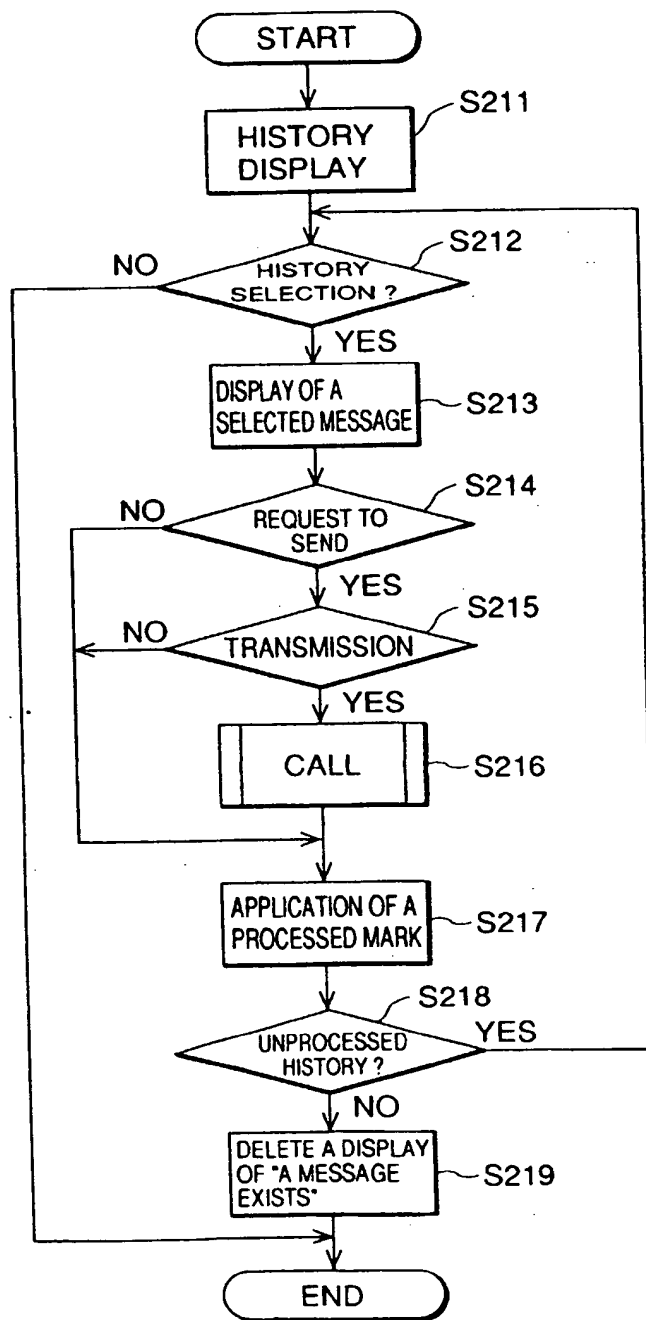 START
S211
HISTORY
DISPLAY
S212
NO
HISTORY
SELECTION ?
YES
DISPLAY OF A
SELECTED MESSAGE
S213
S214
NO
REQUEST TO
SEND
YES
S215
NO
TRANSMISSION
YES
CALL
S216
APPLICATION OF A
PROCESSED MARK
S217
S218
YES
UNPROCESSED
HISTORY ?
NO
DELETE A DISPLAY
OF "A MESSAGE
EXISTS"
S219
END